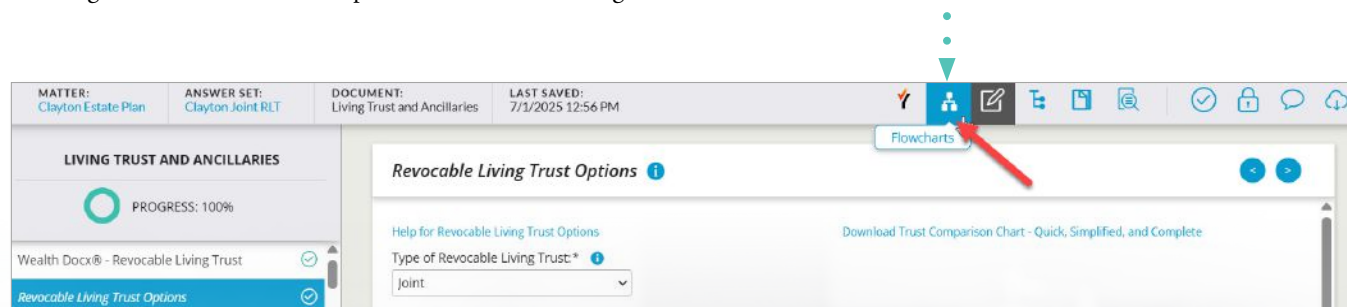 MATTER:
Clayton Estate Plan
ANSWER SET:
Clayton Joint RLT
DOCUMENT:
Living Trust and Ancillaries
LAST SAVED:
7/1/2025 12:56 PM
Flowcharts
LIVING TRUST AND ANCILLARIES
PROGRESS: 100%
Wealth Docx® - Revocable Living Trust
Revocable Living Trust Options
Revocable Living Trust Options
Help for Revocable Living Trust Options
Download Trust Comparison Chart - Quick, Simplified, and Complete
Type of Revocable Living Trust:*
Joint